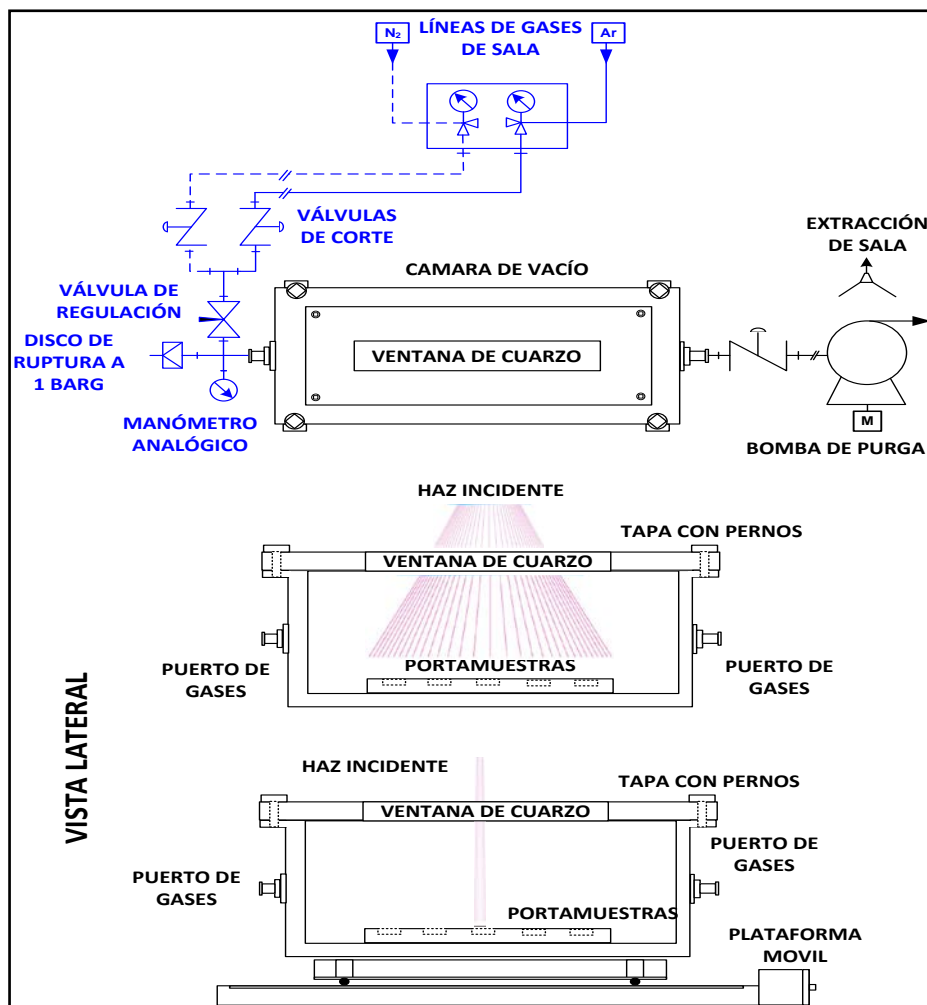 N₂
LÍNEAS DE GASES
DE SALA
Ar
VÁLVULAS
DE CORTE
EXTRACCIÓN
DE SALA
CAMARA DE VACÍO
VÁLVULA DE
REGULACIÓN
DISCO DE
RUPTURA A
1 BARG
VENTANA DE CUARZO
MANÓMETRO
ANALÓGICO
M
BOMBA DE PURGA
HAZ INCIDENTE
TAPA CON PERNOS
VENTANA DE CUARZO
PUERTO DE
GASES
PORTAMUESTRAS
PUERTO DE
GASES
VISTA LATERAL
HAZ INCIDENTE
TAPA CON PERNOS
VENTANA DE CUARZO
PUERTO DE
GASES
PUERTO DE
GASES
PORTAMUESTRAS
PLATAFORMA
MOVIL